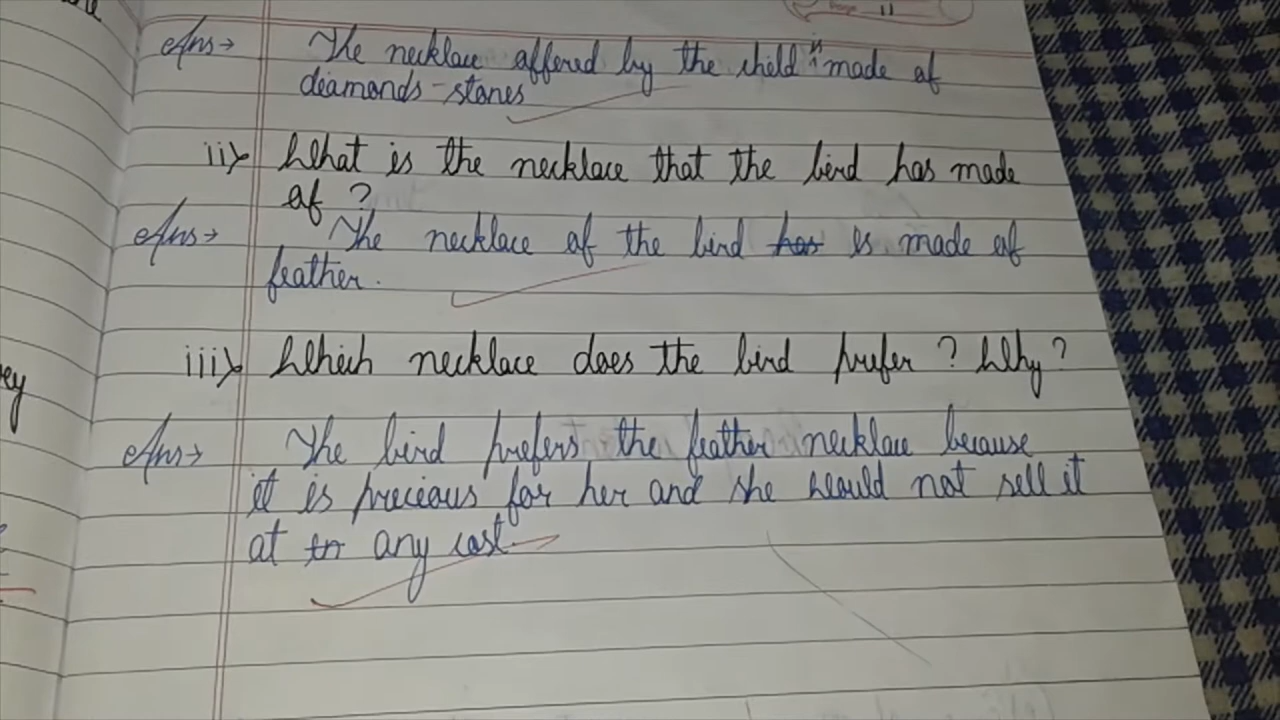 Ans→ The necklace offered by the child is made of
diamonds-stones
ii) What is the necklace that the bird has made
of ?
Ans→ The necklace of the bird has is made of
feather.
iii) Which necklace does the bird prefer ? Why ?
Ans→ The bird prefers the feather necklace because
it is precious for her and she would not sell it
at in any cost.
ey
11